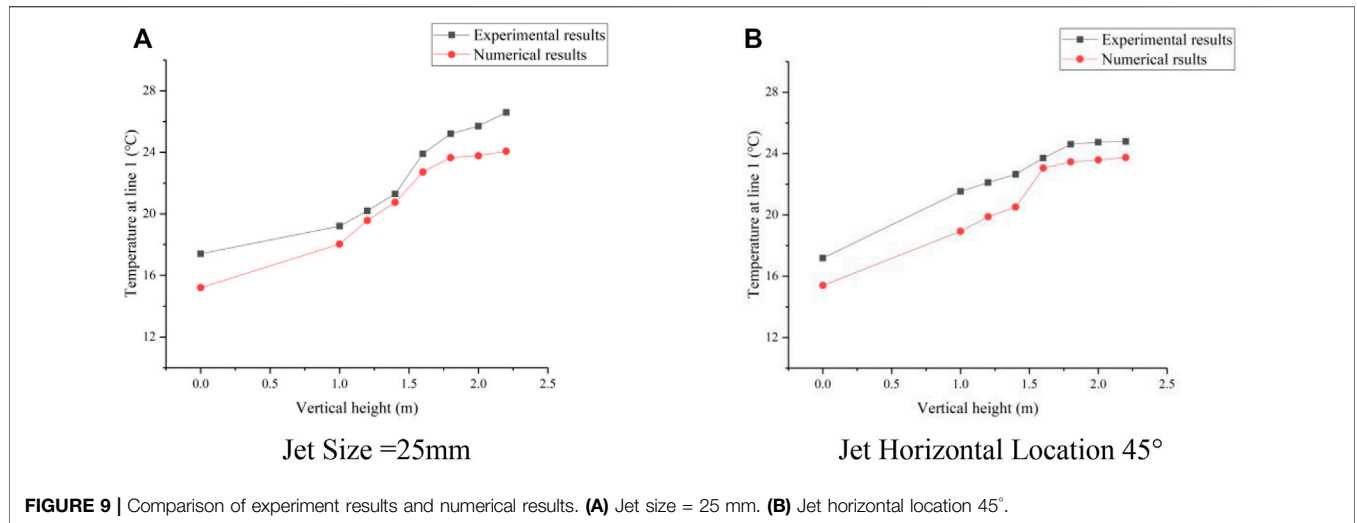 A
Experimental results
Numerical results
28
24
20
16
12
Temperature at line 1 (°C)
0.0 0.5 1.0 1.5 2.0 2.5
Vertical height (m)
Jet Size =25mm
B
Experimental results
Numerical rsults
28
24
20
16
12
Temperature at line 1 (°C)
0.0 0.5 1.0 1.5 2.0 2.5
Vertical height (m)
Jet Horizontal Location 45°
FIGURE 9 | Comparison of experiment results and numerical results. (A) Jet size = 25 mm. (B) Jet horizontal location 45°.